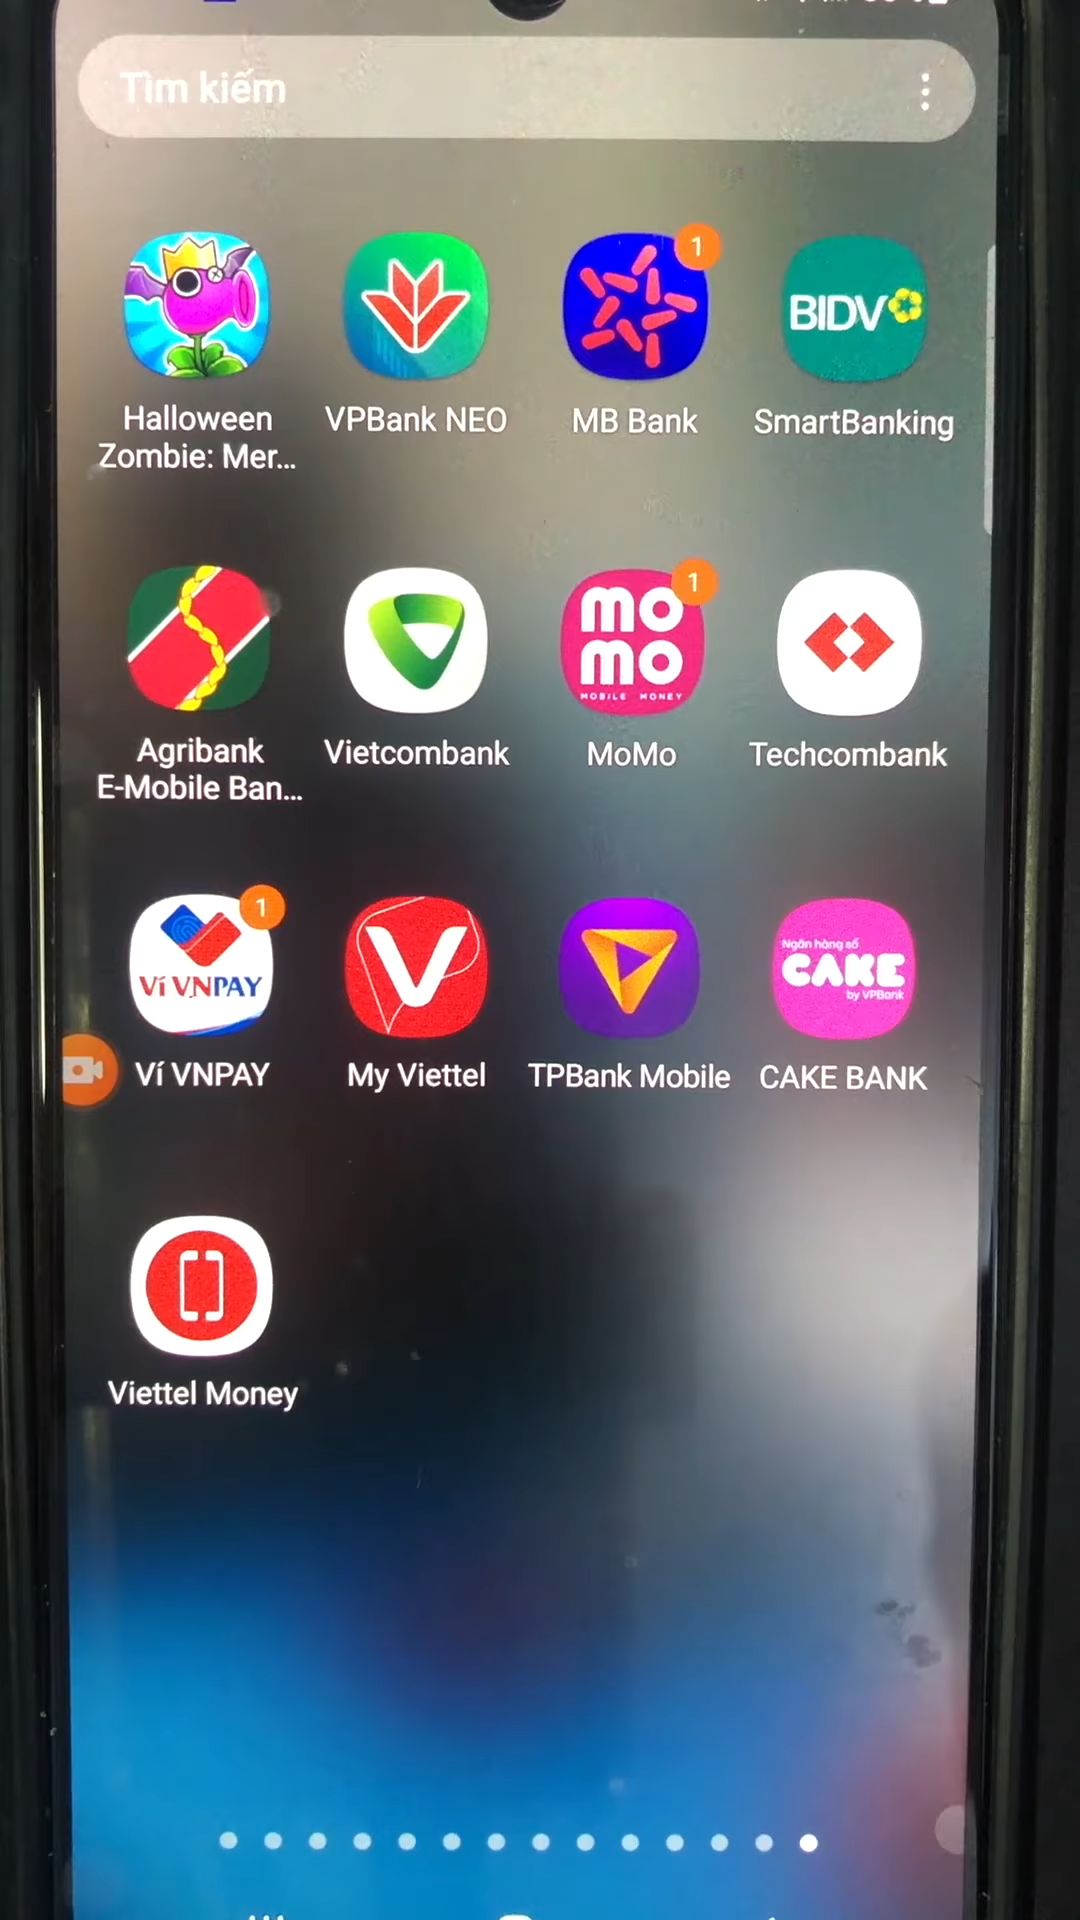 Tìm kiếm
1
BIDV
Halloween
Zombie: Mer...
VPBank NEO
MB Bank
SmartBanking
1
mo
mo
MOBILE MONEY
Agribank
E-Mobile Ban...
Vietcombank
MoMo
Techcombank
1
Ví VNPAY
Ngân hàng số
CAKE
by VPBank
Ví VNPAY
My Viettel
TPBank Mobile
CAKE BANK
Viettel Money